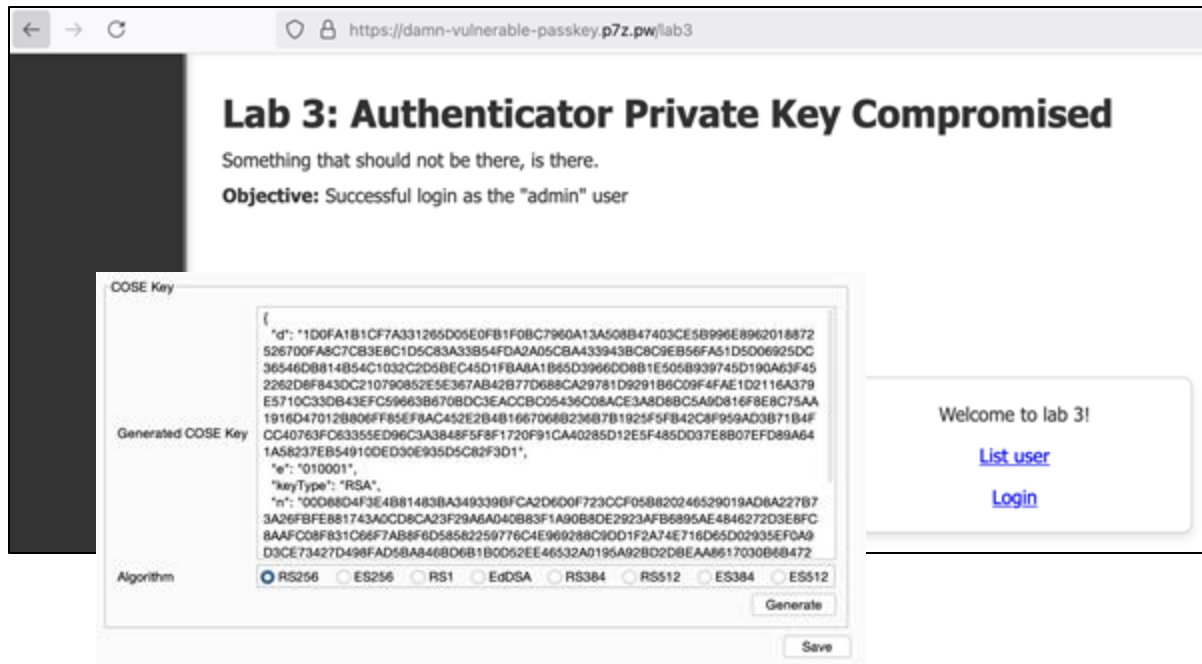 https://damn-vulnerable-passkey.p7z.pw/lab3
Lab 3: Authenticator Private Key Compromised
Something that should not be there, is there.
Objective: Successful login as the "admin" user
COSE Key
Generated COSE Key
{
"d": "1D0FA1B1CF7A331265D05E0FB1F0BC7960A13A508B47403CE5B996E8962018872
526700FA8C7CB3E8C1D5C83A33B54FDA2A05CBA433943BC8C9EB56FA51D5D06925DC
36546DB814B54C1032C2D5BEC45D1FBA8A1B65D3966DD8B1E505B939745D190A63F45
2262D8F843DC210790852E5E367AB42B77D688CA29781D9291B6C09F4FAE1D2116A379
E5710C33DB43EFC59663B670BDC3EACCBC05436C08ACE3A8D8BC5A9D816F8E8C75AA
1916D47012B806FF85EF8AC452E2B4B1667068B236B7B1925F5FB42C8F959AD3B71B4F
CC40763FC63355ED96C3A3848F5F8F1720F91CA40285D12E5F485DD37E8B07EFD89A64
1A58237EB54910DED30E935D5C82F3D1",
"e": "010001",
"keyType": "RSA",
"n": "00D88D4F3E4B81483BA349339BFCA2D6D0F723CCF05B820246529019AD8A227B7
3A26FBFE881743A0CD8CA23F29A6A040B83F1A90B8DE2923AFB6895AE4846272D3E8FC
8AAFC08F831C66F7AB8F6D58582259776C4E969288C9DD1F2A74E716D65D02935EF0A9
D3CE73427D498FAD5BA846BD6B1B0D52EE46532A0195A92BD2DBEAA8617030B6B472
Algorithm
RS256 ES256 RS1 EdDSA RS384 RS512 ES384 ES512
Generate
Save
Welcome to lab 3!
List user
Login